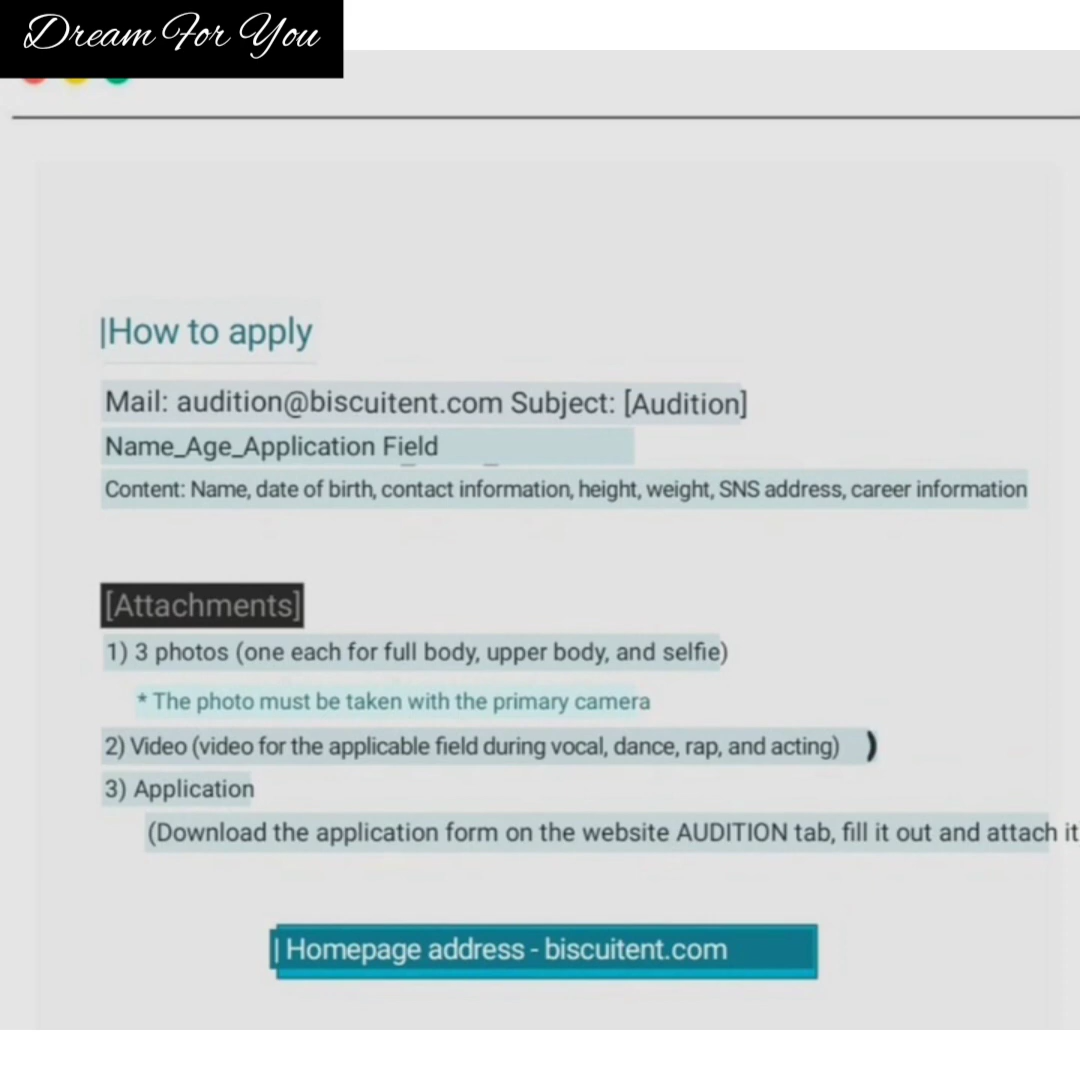 Dream For You
|How to apply
Mail: audition@biscuitent.com Subject: [Audition]
Name_Age_Application Field
Content: Name, date of birth, contact information, height, weight, SNS address, career information
[Attachments]
1) 3 photos (one each for full body, upper body, and selfie)
* The photo must be taken with the primary camera
2) Video (video for the applicable field during vocal, dance, rap, and acting) )
3) Application
(Download the application form on the website AUDITION tab, fill it out and attach it
| Homepage address - biscuitent.com